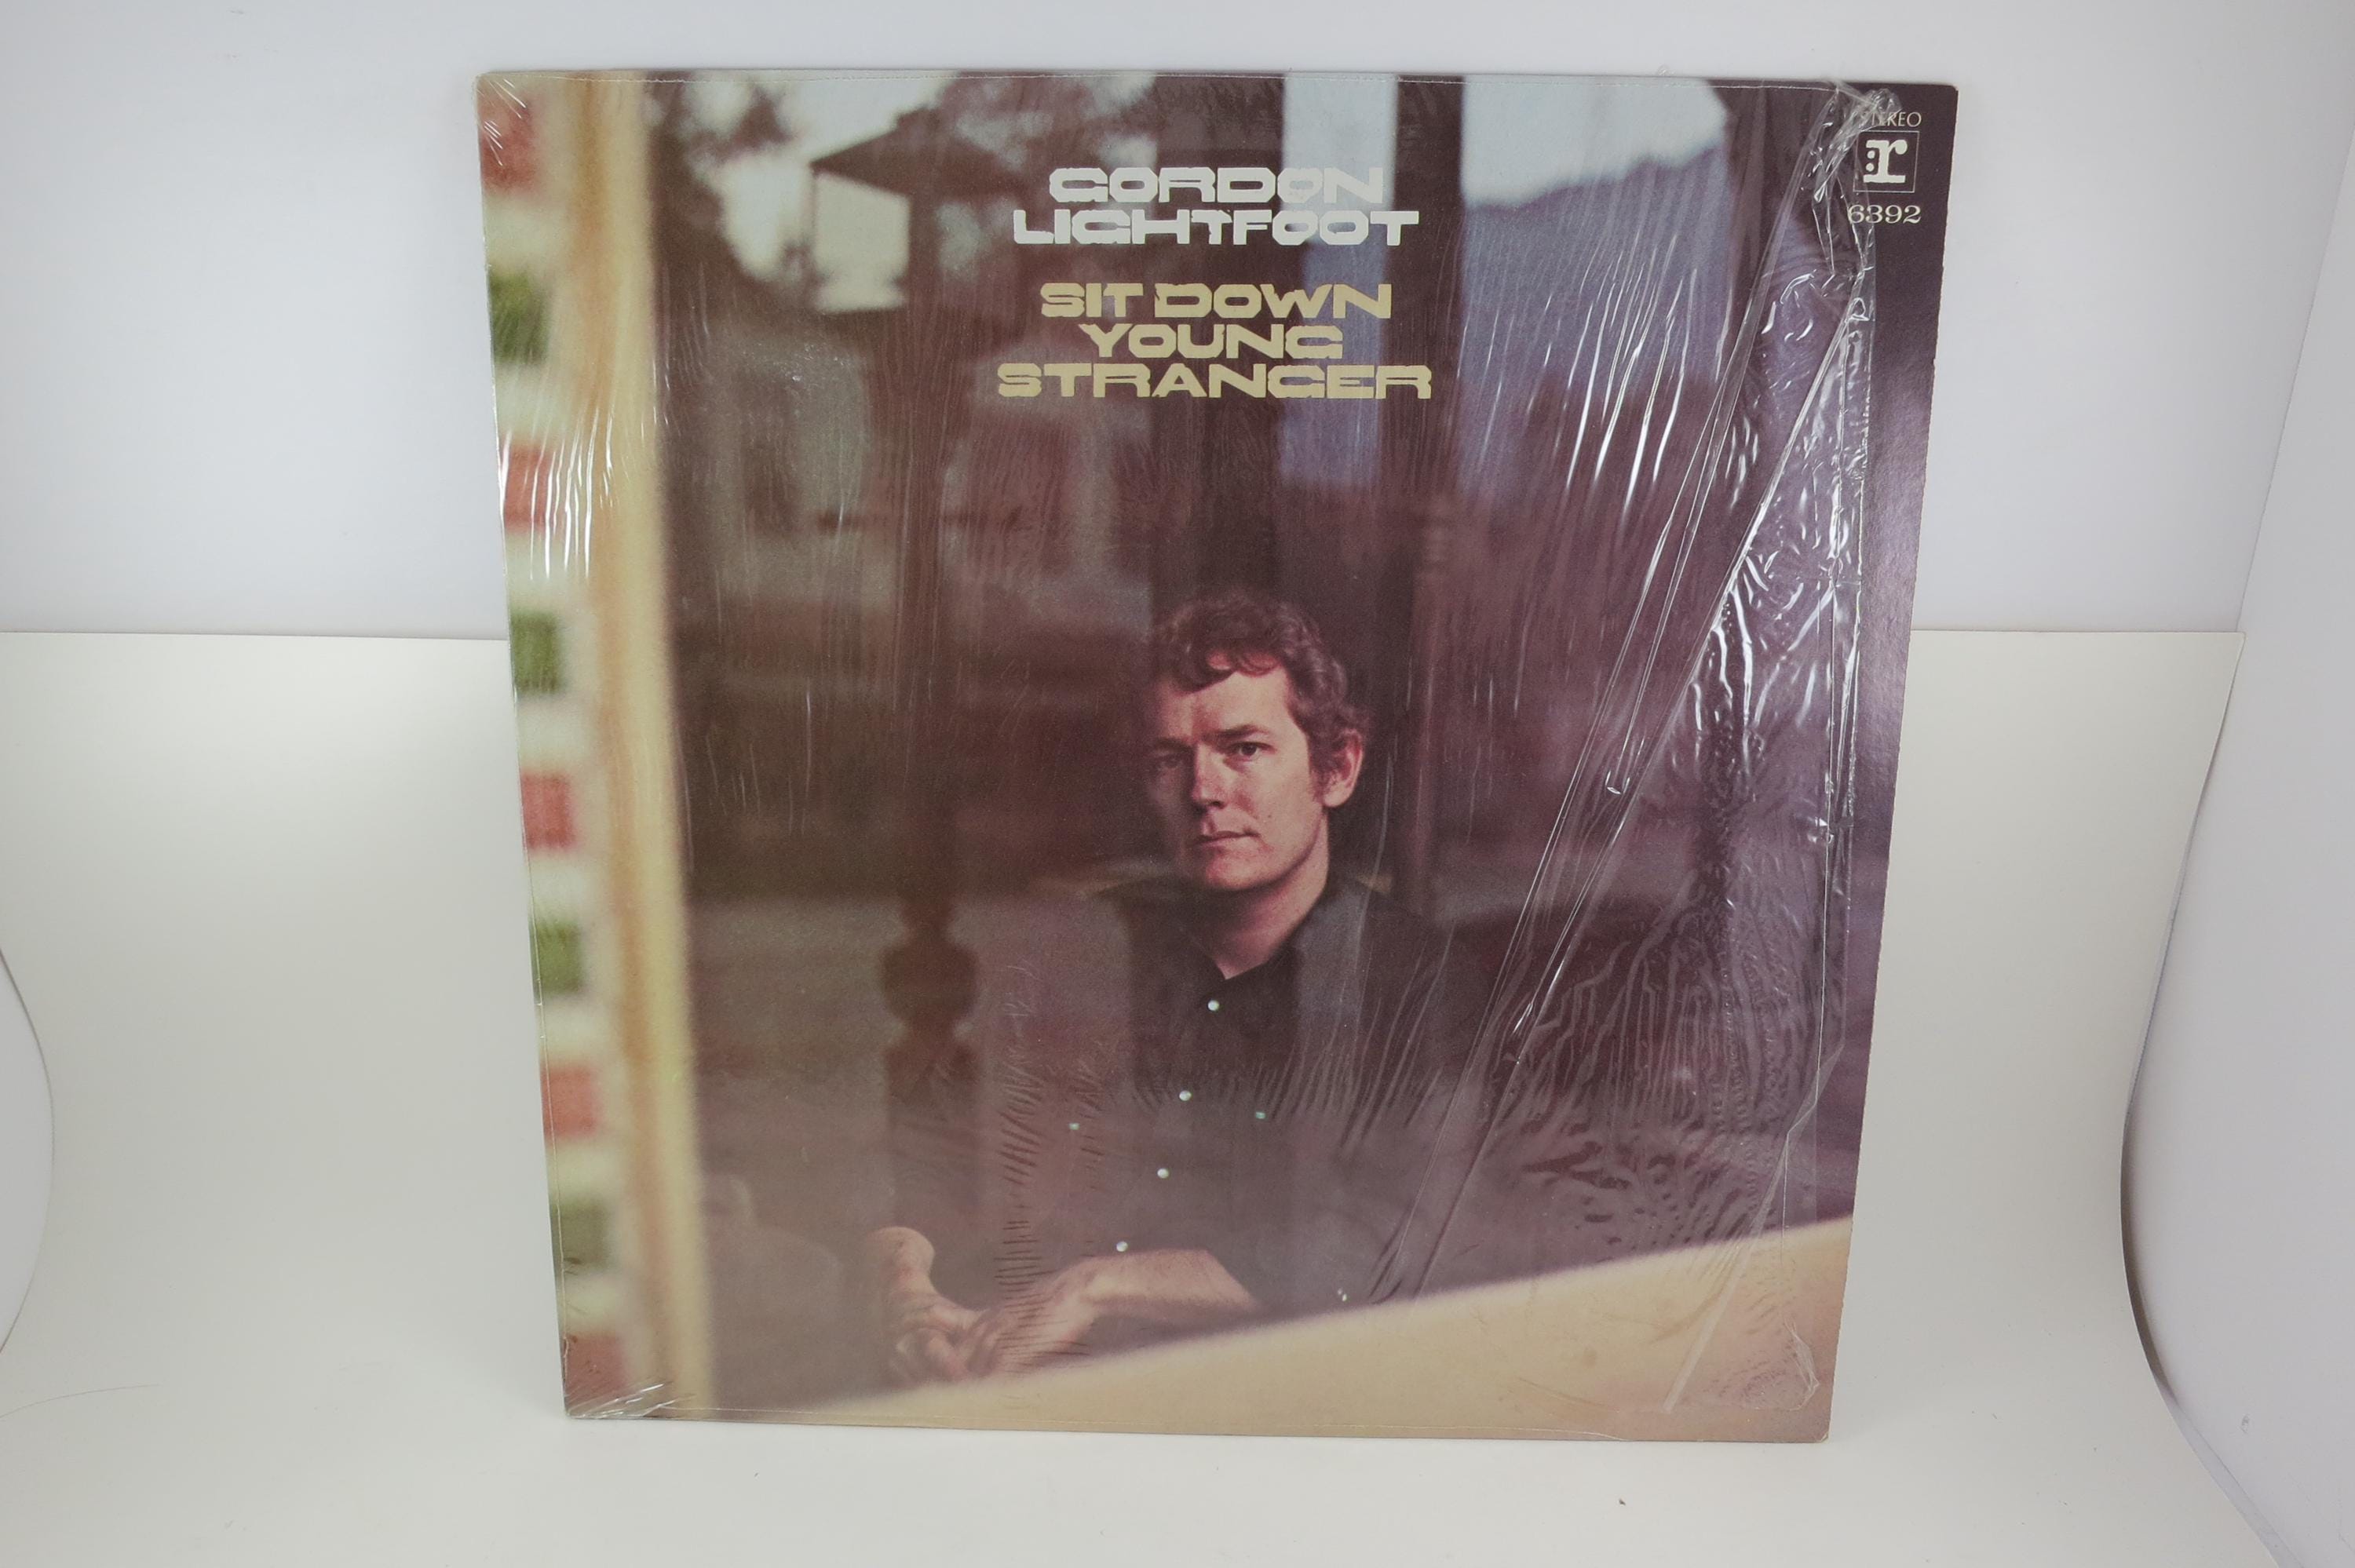 GORDON
LIGHTFOOT
SIT DOWN
YOUNG
STRANGER
STEREO
:r
6392